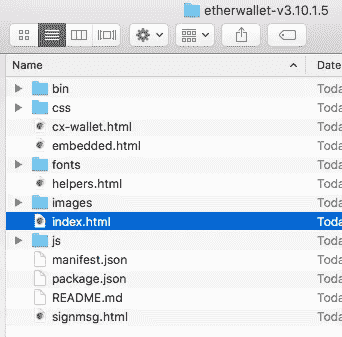 etherwallet-v3.10.1.5
Name Date
bin Toda
css Toda
cx-wallet.html Toda
embedded.html Toda
fonts Toda
helpers.html Toda
images Toda
index.html Toda
js Toda
manifest.json Toda
package.json Toda
README.md Toda
signmsg.html Toda